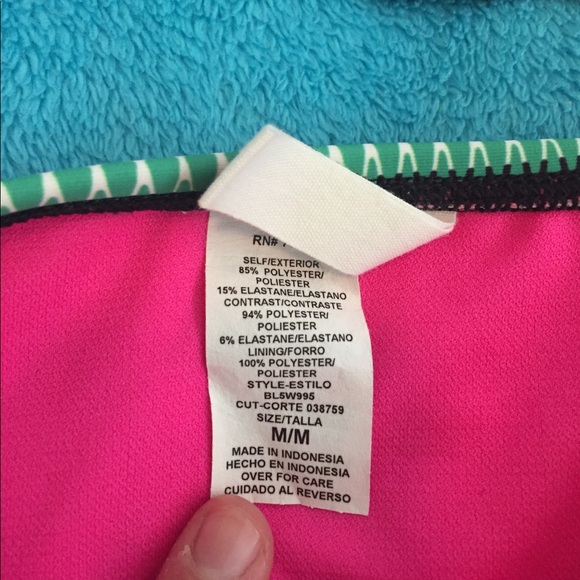 RN#
SELF/EXTERIOR
85% POLYESTER/
POLIESTER
15% ELASTANE/ELASTANO
CONTRAST/CONTRASTE
94% POLYESTER/
POLIESTER
6% ELASTANE/ELASTANO
LINING/FORRO
100% POLYESTER/
POLIESTER
STYLE-ESTILO
BL5W995
CUT-CORTE 038759
SIZE/TALLA
M/M
MADE IN INDONESIA
HECHO EN INDONESIA
OVER FOR CARE
CUIDADO AL REVERSO